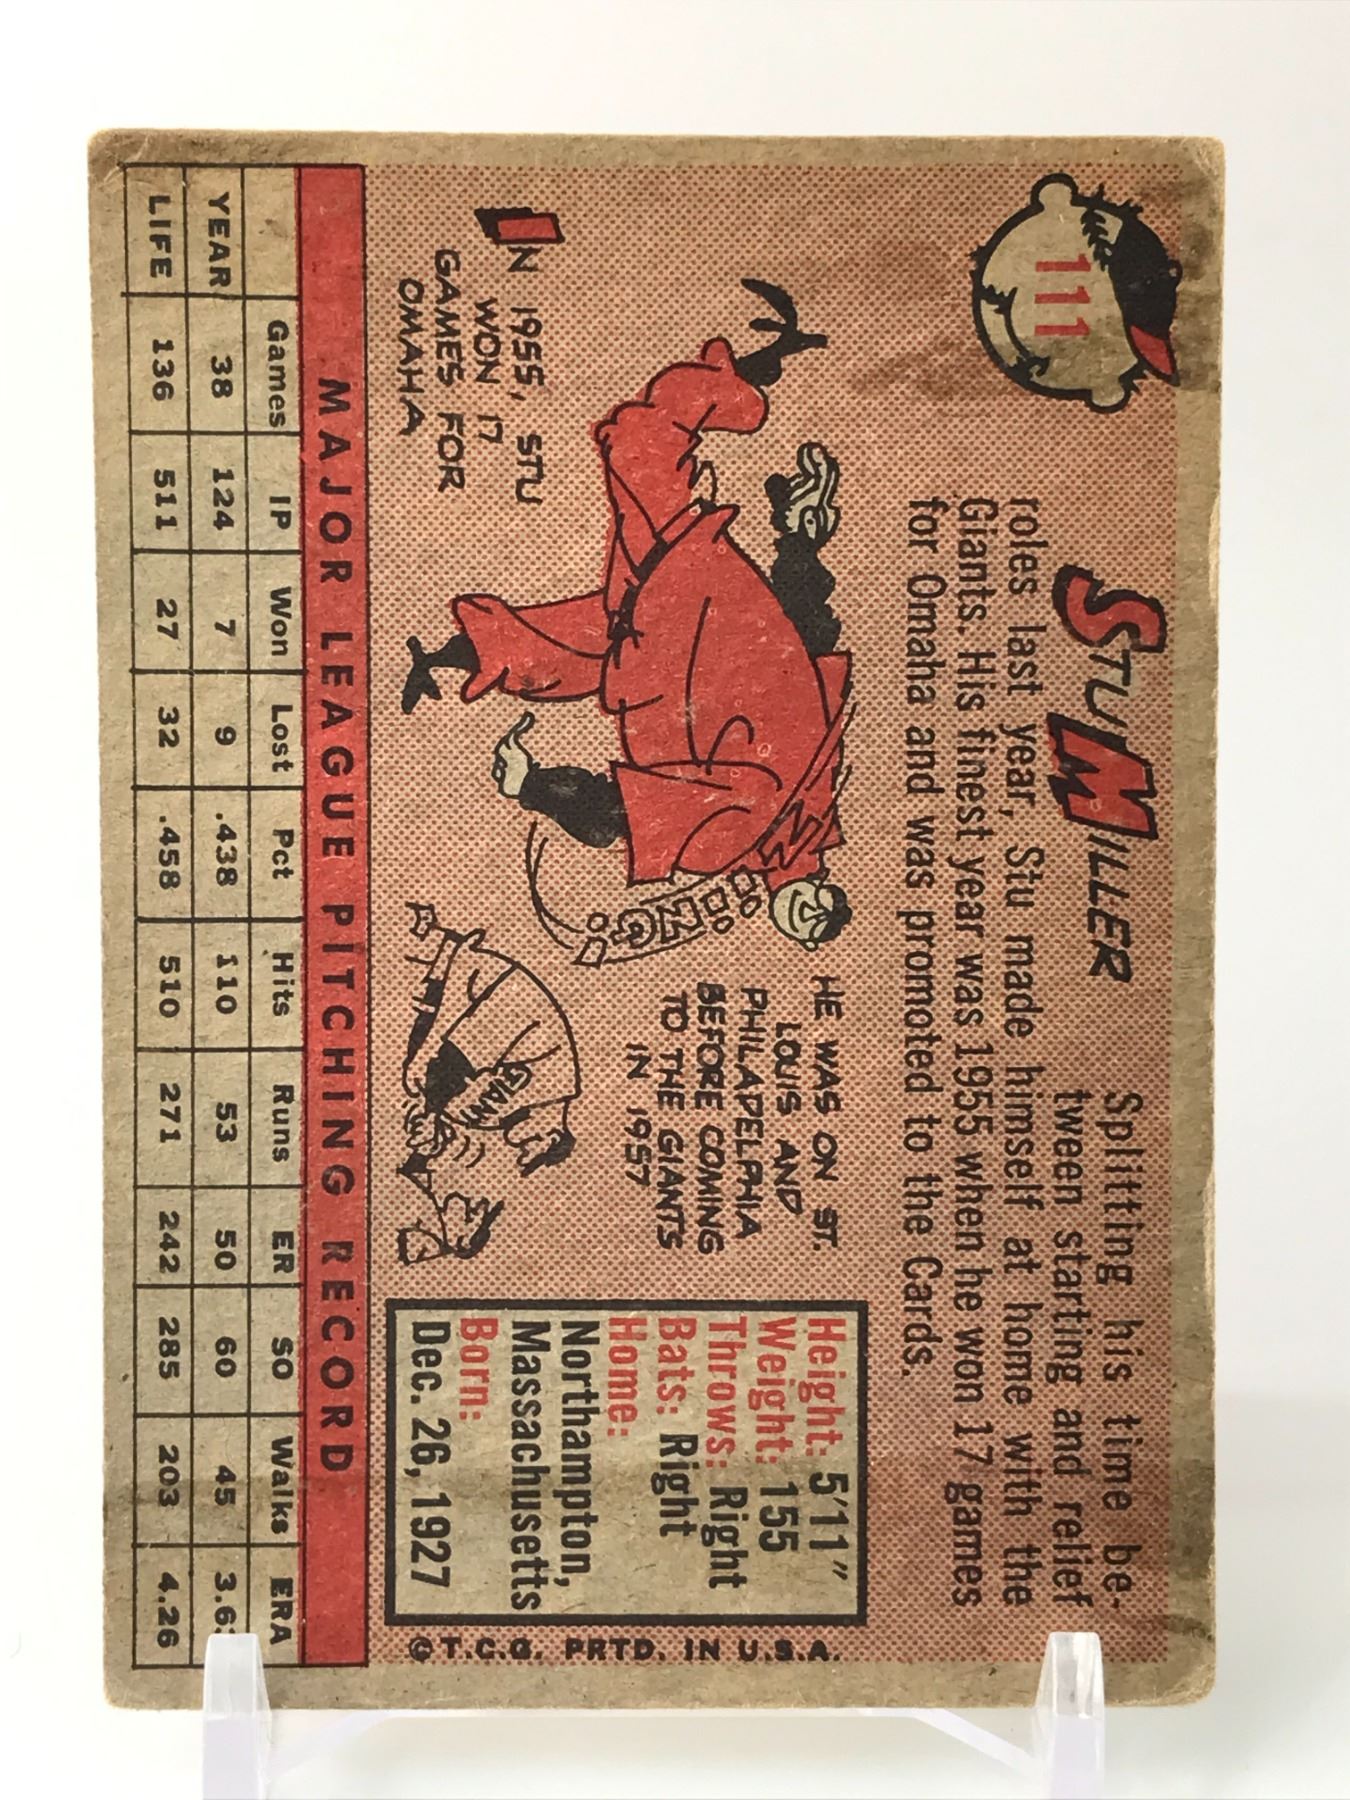 111
STU MILLER
Splitting his time be-
tween starting and relief
roles last year, Stu made himself at home with the
Giants. His finest year was 1955 when he won 17 games
for Omaha and was promoted to the Cards.
IN 1955, STU
WON 17
GAMES FOR
OMAHA
HE WAS ON ST.
LOUIS AND
PHILADELPHIA
BEFORE COMING
TO THE GIANTS
IN 1957
GIANT
Height: 5'11"
Weight: 155
Throws: Right
Bats: Right
Home:
Northampton,
Massachusetts
Born:
Dec. 26, 1927
©T.C.G. PRTD. IN U.S.A.
MAJOR LEAGUE PITCHING RECORD
Games IP Won Lost Pct Hits Runs ER SO Walks ERA
YEAR 38 124 7 9 .438 110 53 50 60 45
LIFE 136 511 27 32 .458 510 271 242 285 203 4.26